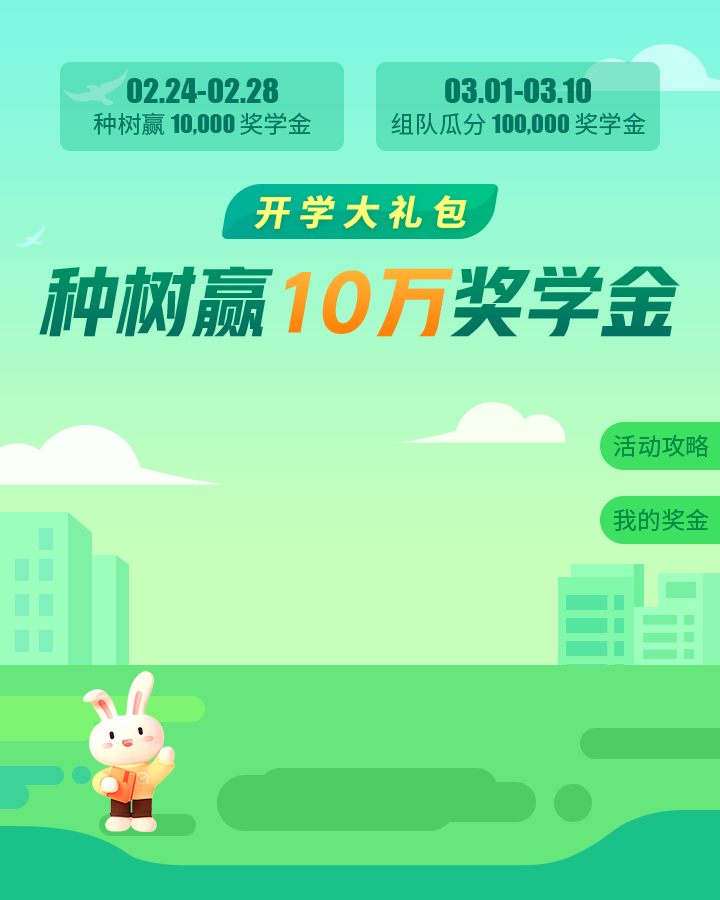 02.24-02.28
种树赢 10,000 奖学金
03.01-03.10
组队瓜分 100,000 奖学金
开学大礼包
种树赢10万奖学金
活动攻略
我的奖金